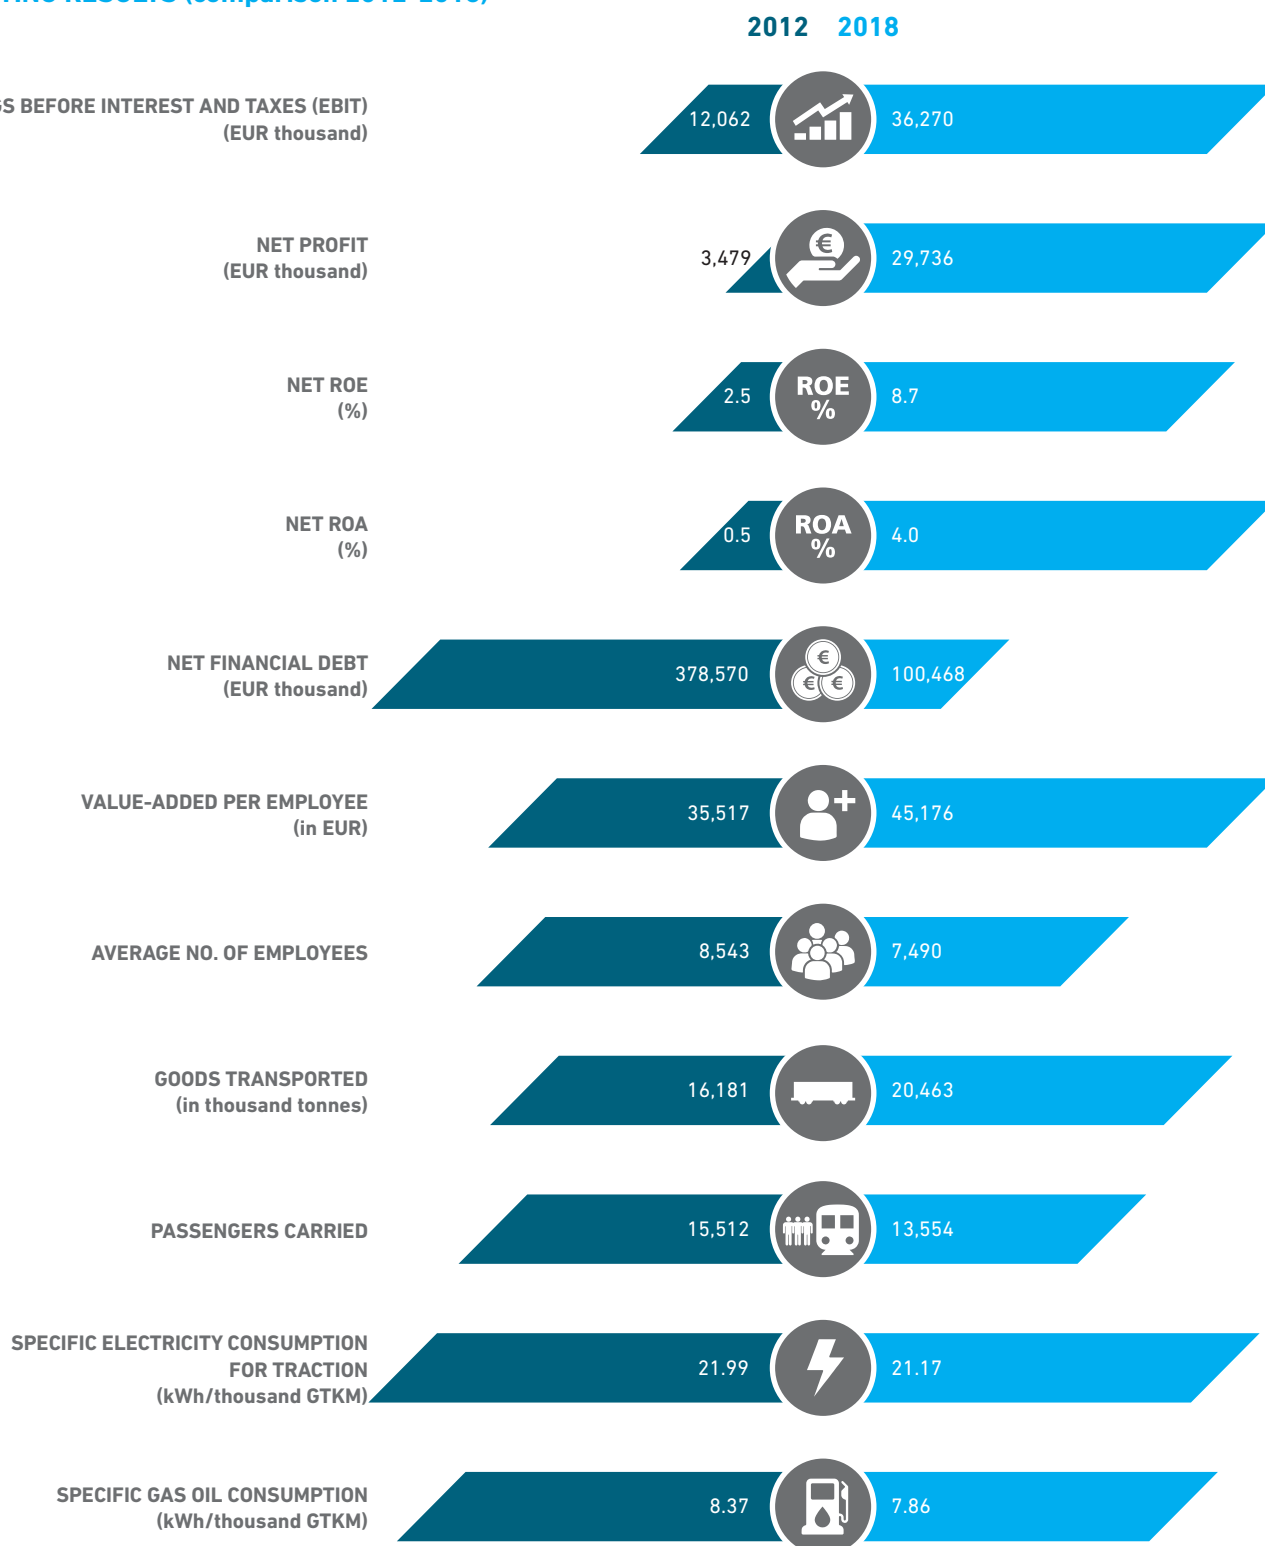 RESULTS (comparison 2012–2018)
2012 2018
BEFORE INTEREST AND TAXES (EBIT)
(EUR thousand)
12,062
36,270
NET PROFIT
(EUR thousand)
3,479
€
29,736
NET ROE
(%)
2.5
ROE
%
8.7
NET ROA
(%)
0.5
ROA
%
4.0
NET FINANCIAL DEBT
(EUR thousand)
378,570
€
€ €
100,468
VALUE-ADDED PER EMPLOYEE
(in EUR)
35,517
45,176
AVERAGE NO. OF EMPLOYEES
8,543
7,490
GOODS TRANSPORTED
(in thousand tonnes)
16,181
20,463
PASSENGERS CARRIED
15,512
13,554
SPECIFIC ELECTRICITY CONSUMPTION
FOR TRACTION
(kWh/thousand GTKM)
21.99
21.17
SPECIFIC GAS OIL CONSUMPTION
(kWh/thousand GTKM)
8.37
7.86